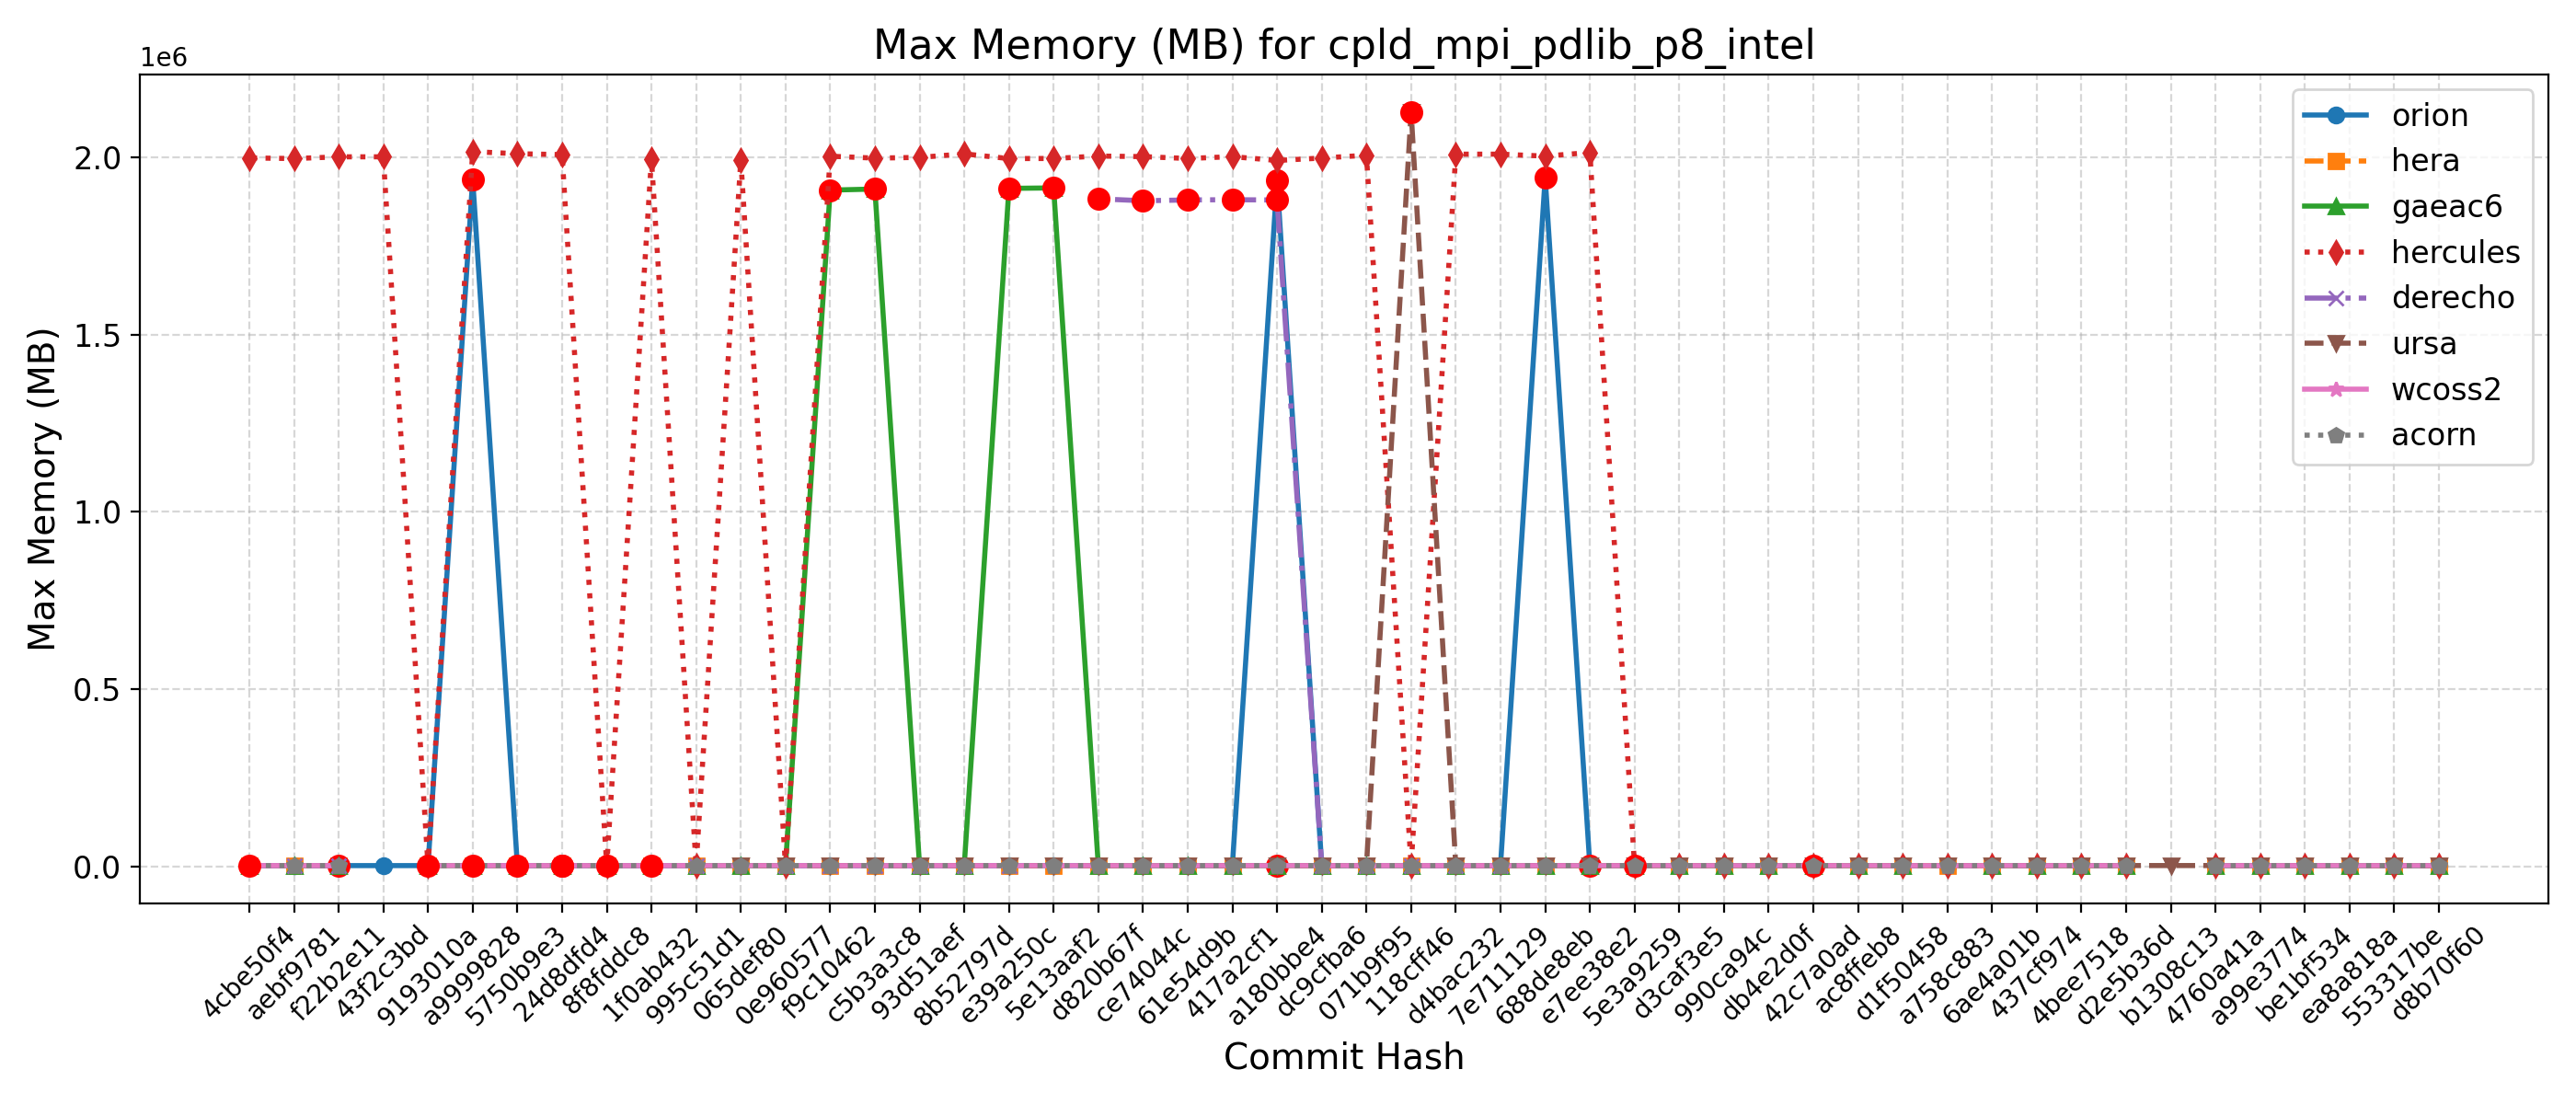 Max Memory (MB) for cpld_mpi_pdlib_p8_intel
1e6
2.0
1.5
1.0
0.5
0.0
Max Memory (MB)
orion
hera
gaeac6
hercules
derecho
ursa
wcoss2
acorn
4cbe50f4
aebf9781
f22b2e11
43f2c3bd
9193010a
a9999828
5750b9e3
24d8dfd4
8f8fddc8
1f0ab432
995c51d1
065def80
0e960577
f9c10462
c5b3a3c8
93d51aef
8b52797d
e39a250c
5e13aaf2
d820b67f
ce74044c
61e54d9b
417a2cf1
a180bbe4
dc9cfba6
071b9f95
118cff46
d4bac232
7e711129
688de8eb
e7ee38e2
5e3a9259
d3caf3e5
990ca94c
db4e2d0f
42c7a0ad
ac8ffeb8
d1f50458
a758c883
6ae4a01b
437cf974
4bee7518
d2e5b36d
b1308c13
4760a41a
a99e3774
be1bf534
ea8a818a
553317be
d8b70f60
Commit Hash